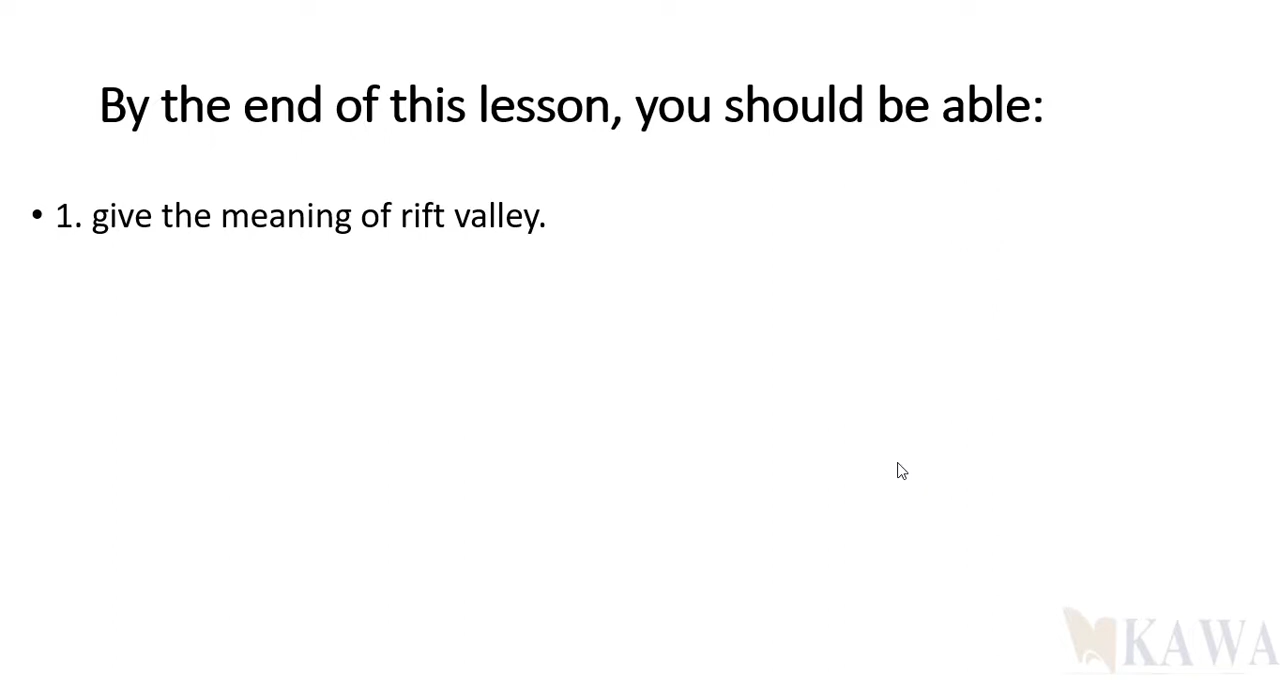 By the end of this lesson, you should be able:
• 1. give the meaning of rift valley.
KAWA